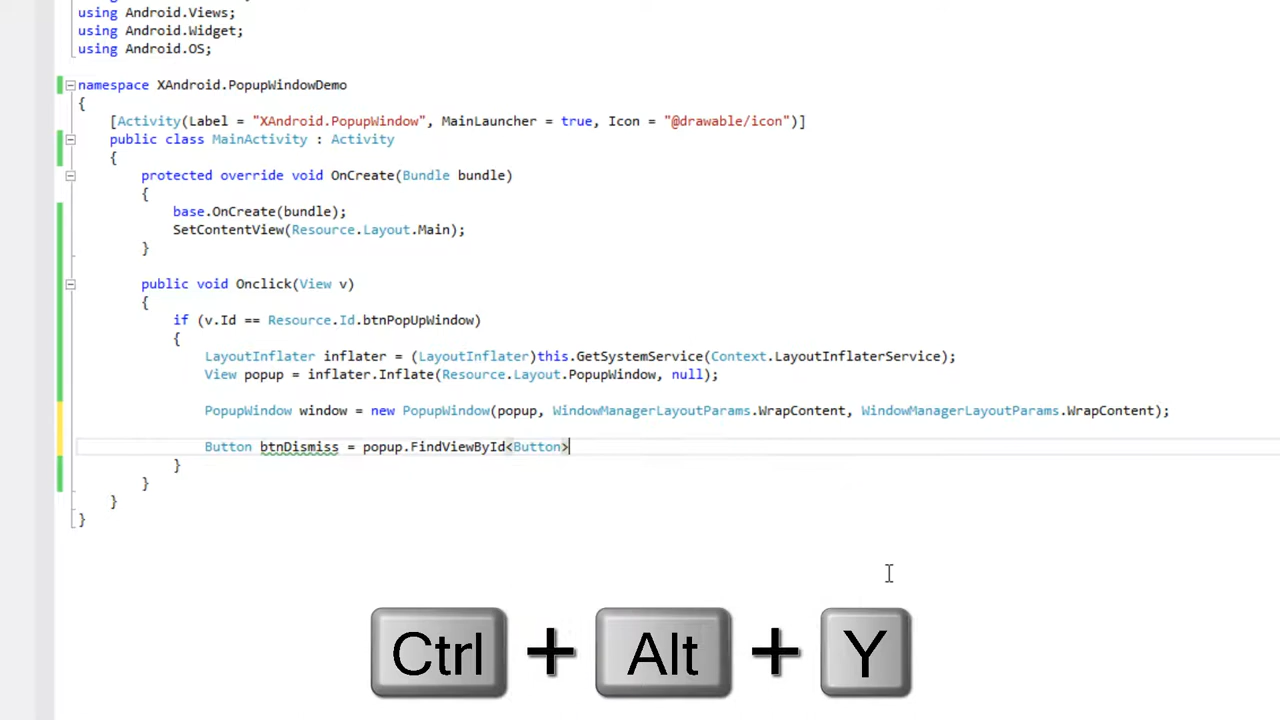 using Android.Views;
using Android.Widget;
using Android.OS;
namespace XAndroid.PopupWindowDemo
{
[Activity(Label = "XAndroid.PopupWindow", MainLauncher = true, Icon = "@drawable/icon")]
public class MainActivity : Activity
{
protected override void OnCreate(Bundle bundle)
{
base.OnCreate(bundle);
SetContentView(Resource.Layout.Main);
}
public void Onclick(View v)
{
if (v.Id == Resource.Id.btnPopUpWindow)
{
LayoutInflater inflater = (LayoutInflater)this.GetSystemService(Context.LayoutInflaterService);
View popup = inflater.Inflate(Resource.Layout.PopupWindow, null);
PopupWindow window = new PopupWindow(popup, WindowManagerLayoutParams.WrapContent, WindowManagerLayoutParams.WrapContent);
Button btnDismiss = popup.FindViewById<Button>
}
}
}
}
Ctrl + Alt + Y